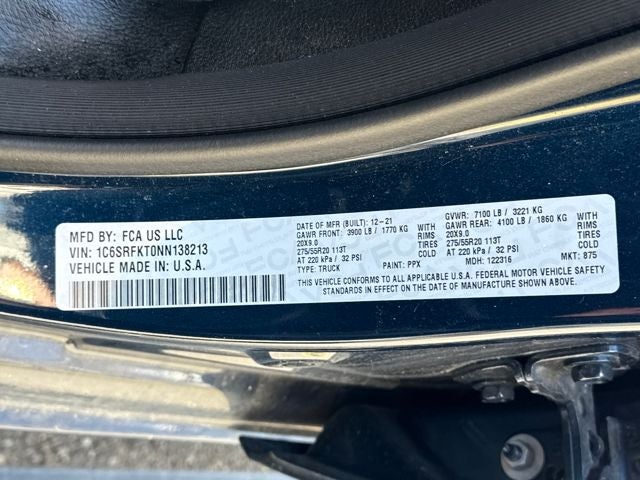 MFD BY: FCA US LLC
VIN: 1C6SRFKT0NN138213
VEHICLE MADE IN: U.S.A.
DATE OF MFR (BUILT): 12-21
GAWR FRONT: 3900 LB / 1770 KG WITH
20X9.0 RIMS
275/55R20 113T TIRES
AT 220 kPa / 32 PSI
TYPE: TRUCK PAINT: PPX
GVWR: 7100 LB / 3221 KG
GAWR REAR: 4100 LB / 1860 KG WITH
20X9.0 RIMS
275/55R20 113T TIRES
AT 220 kPa / 32 PSI
MDH: 122316 MKT: 875
THIS VEHICLE CONFORMS TO ALL APPLICABLE U.S.A. FEDERAL MOTOR VEHICLE SAFETY
STANDARDS IN EFFECT ON THE DATE OF MANUFACTURE SHOWN ABOVE.